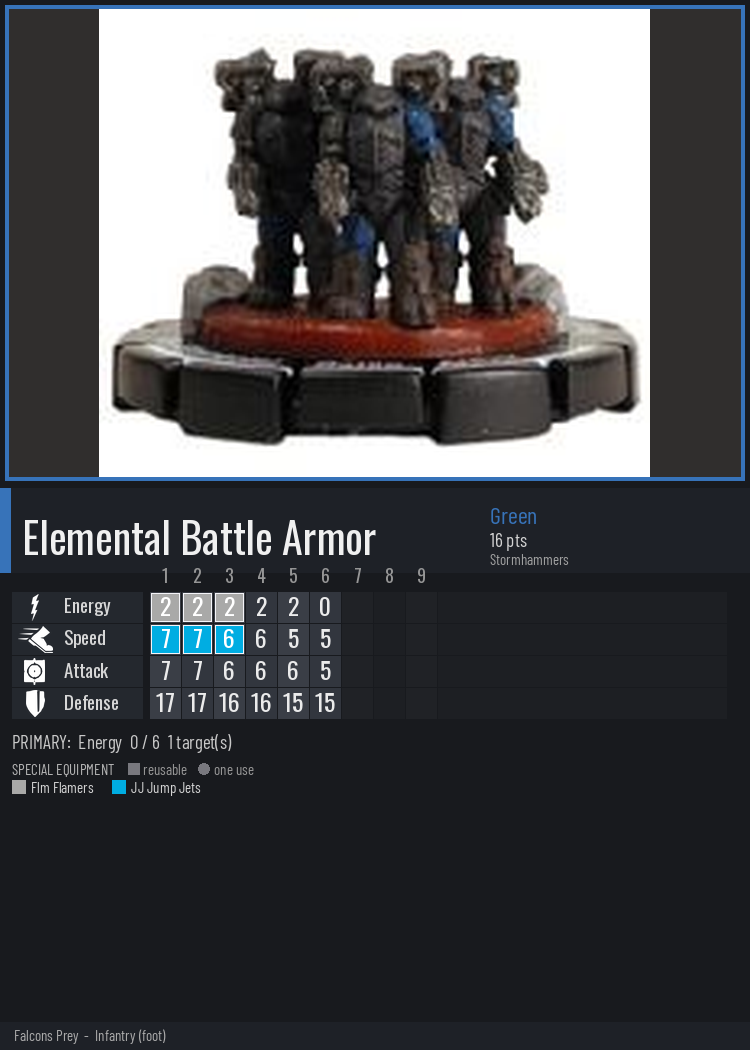 Elemental Battle Armor
Green
16 pts
Stormhammers
1 2 3 4 5 6 7 8 9
Energy 2 2 2 2 2 0
Speed 7 7 6 6 5 5
Attack 7 7 6 6 6 5
Defense 17 17 16 16 15 15
PRIMARY: Energy 0 / 6 1 target(s)
SPECIAL EQUIPMENT reusable one use
Flm Flamers JJ Jump Jets
Falcons Prey - Infantry (foot)